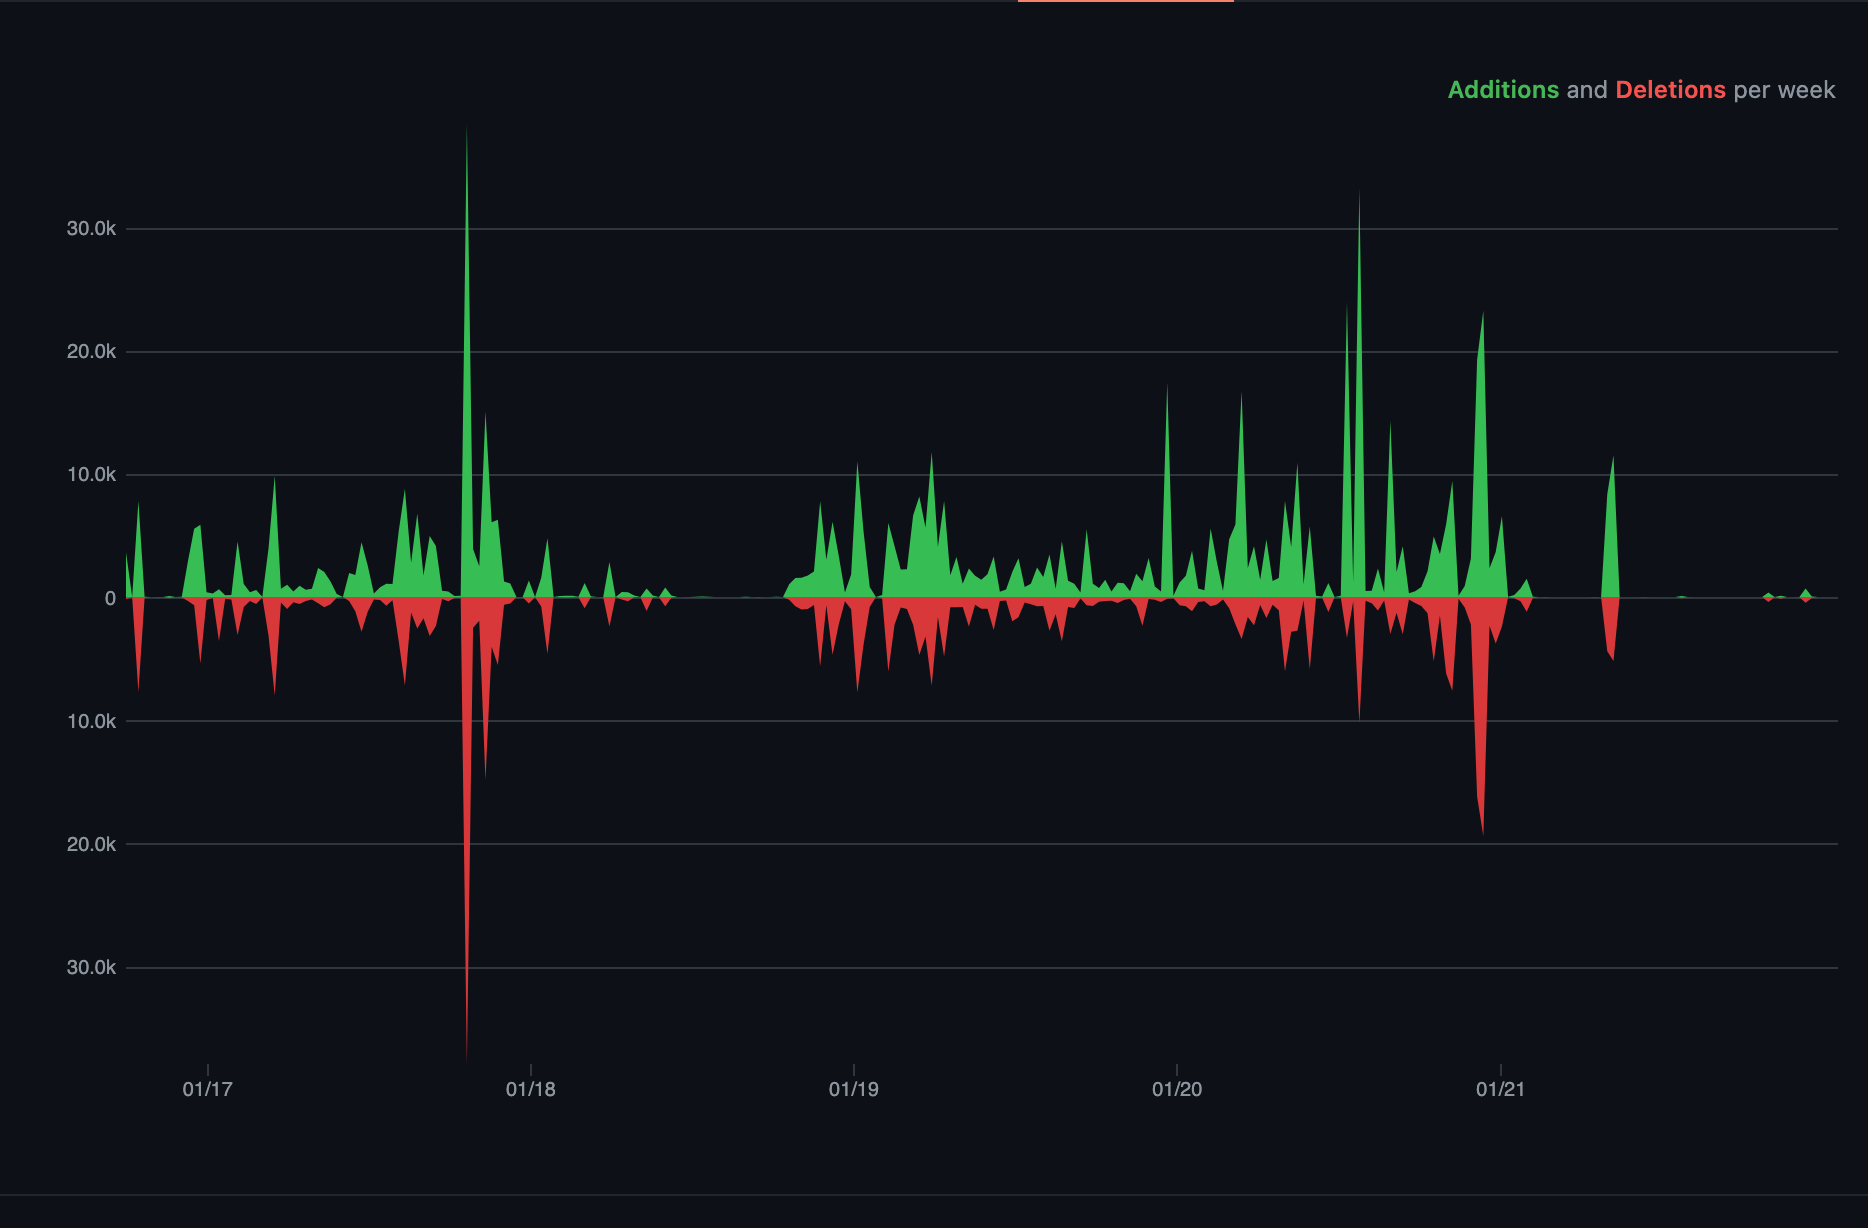 Additions and Deletions per week
30.0k
20.0k
10.0k
0
10.0k
20.0k
30.0k
01/17 01/18 01/19 01/20 01/21